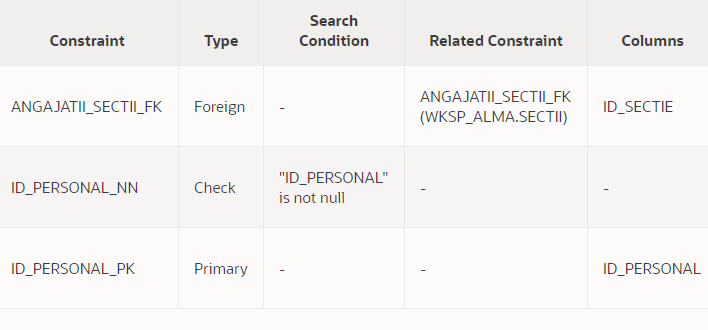 Constraint Type Search Condition Related Constraint Columns
ANGAJATII_SECTII_FK Foreign - ANGAJATII_SECTII_FK (WKSP_ALMA.SECTII) ID_SECTIE
ID_PERSONAL_NN Check "ID_PERSONAL" is not null - -
ID_PERSONAL_PK Primary - - ID_PERSONAL